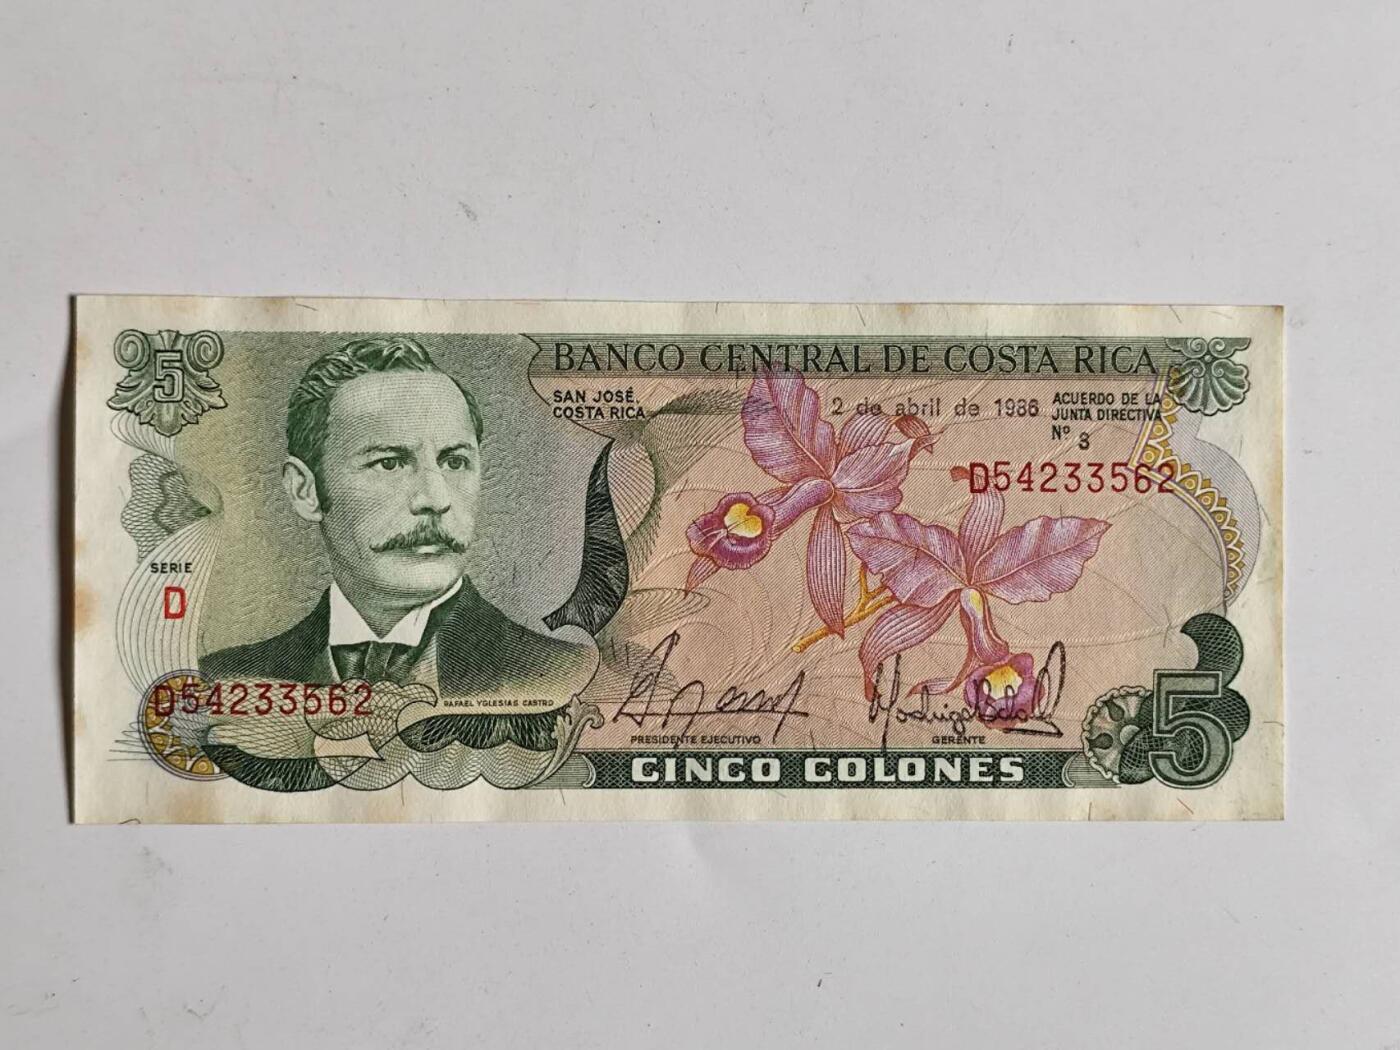 5
BANCO CENTRAL DE COSTA RICA
SAN JOSÉ,
COSTA RICA
2 de abril de 1986
ACUERDO DE LA
JUNTA DIRECTIVA
Nº 3
D54233562
SERIE
D
D54233562
RAFAEL YGLESIAS CASTRO
PRESIDENTE EJECUTIVO
GERENTE
CINCO COLONES
5